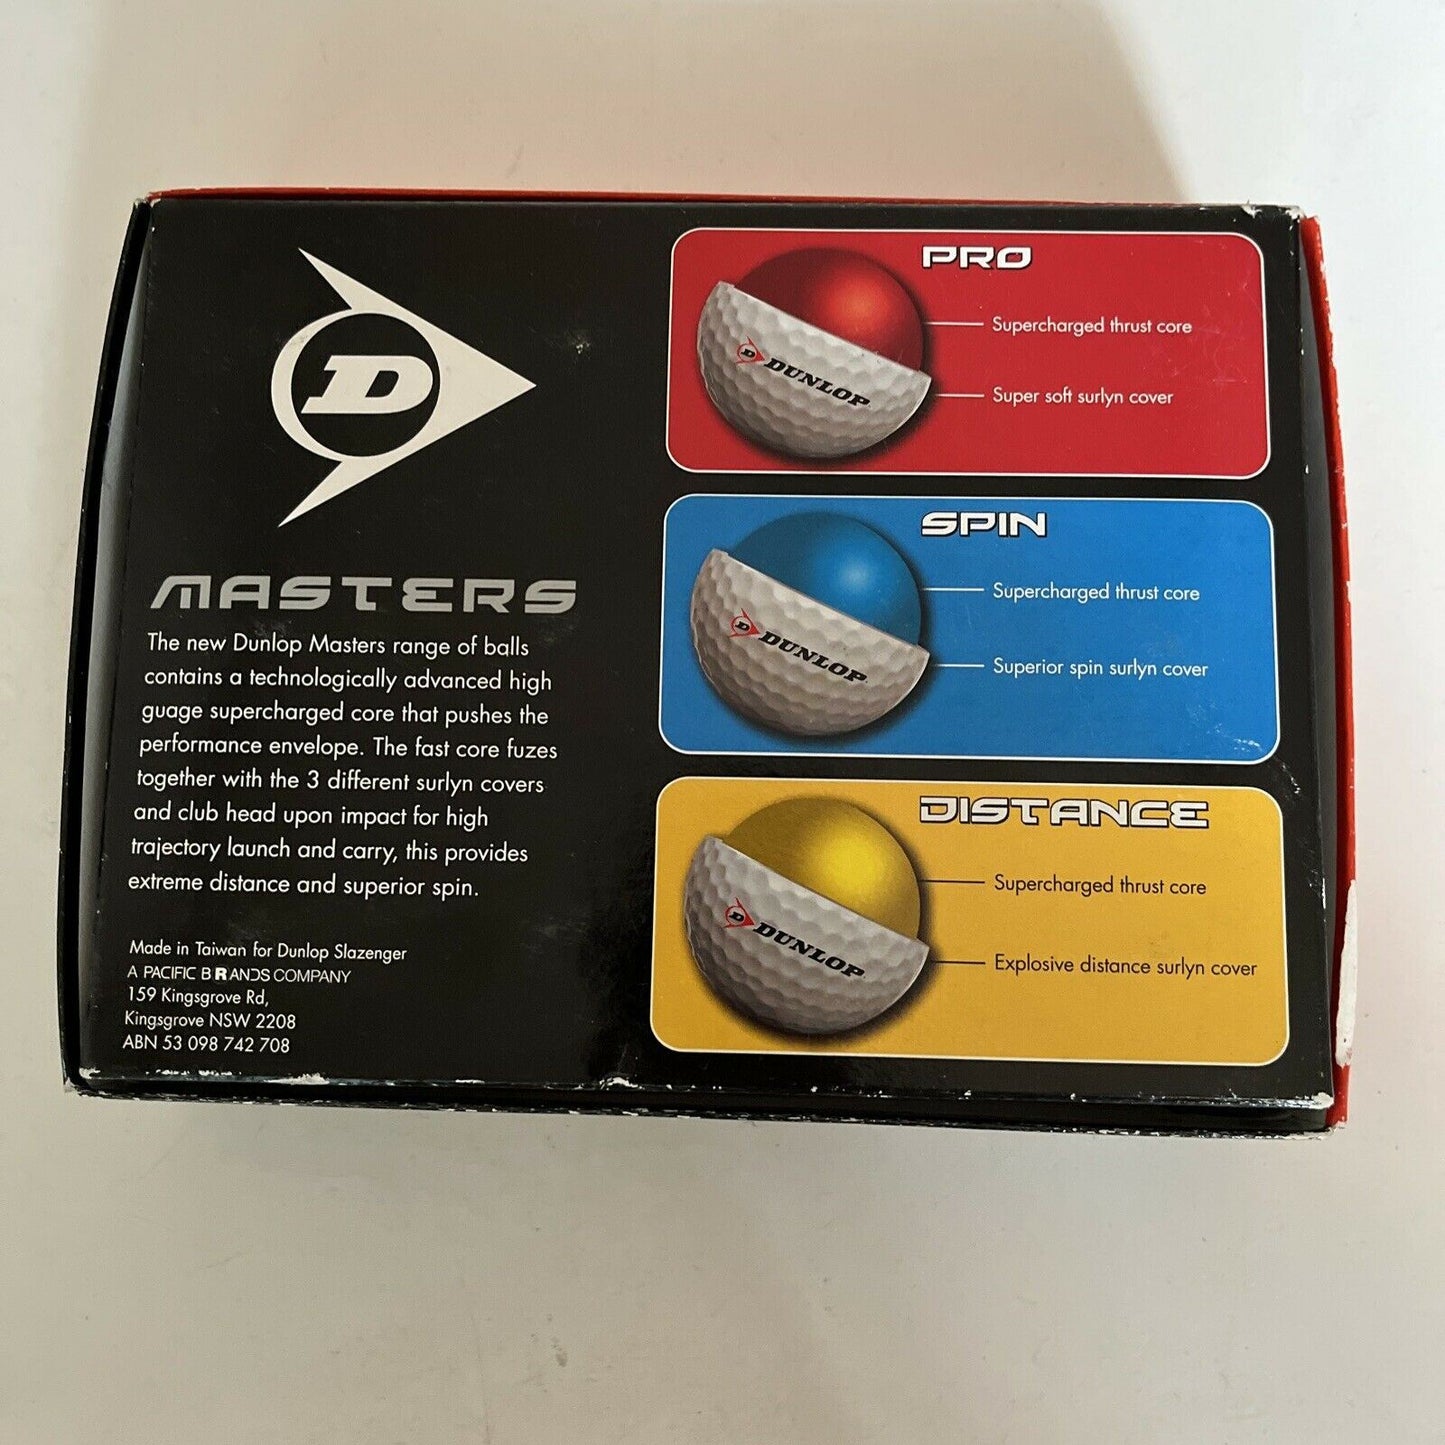 D
MASTERS
The new Dunlop Masters range of balls
contains a technologically advanced high
guage supercharged core that pushes the
performance envelope. The fast core fuzes
together with the 3 different surlyn covers
and club head upon impact for high
trajectory launch and carry, this provides
extreme distance and superior spin.
Made in Taiwan for Dunlop Slazenger
A PACIFIC BRANDS COMPANY
159 Kingsgrove Rd,
Kingsgrove NSW 2208
ABN 53 098 742 708
PRO
Supercharged thrust core
Super soft surlyn cover
D DUNLOP
SPIN
Supercharged thrust core
Superior spin surlyn cover
D DUNLOP
DISTANCE
Supercharged thrust core
Explosive distance surlyn cover
D DUNLOP